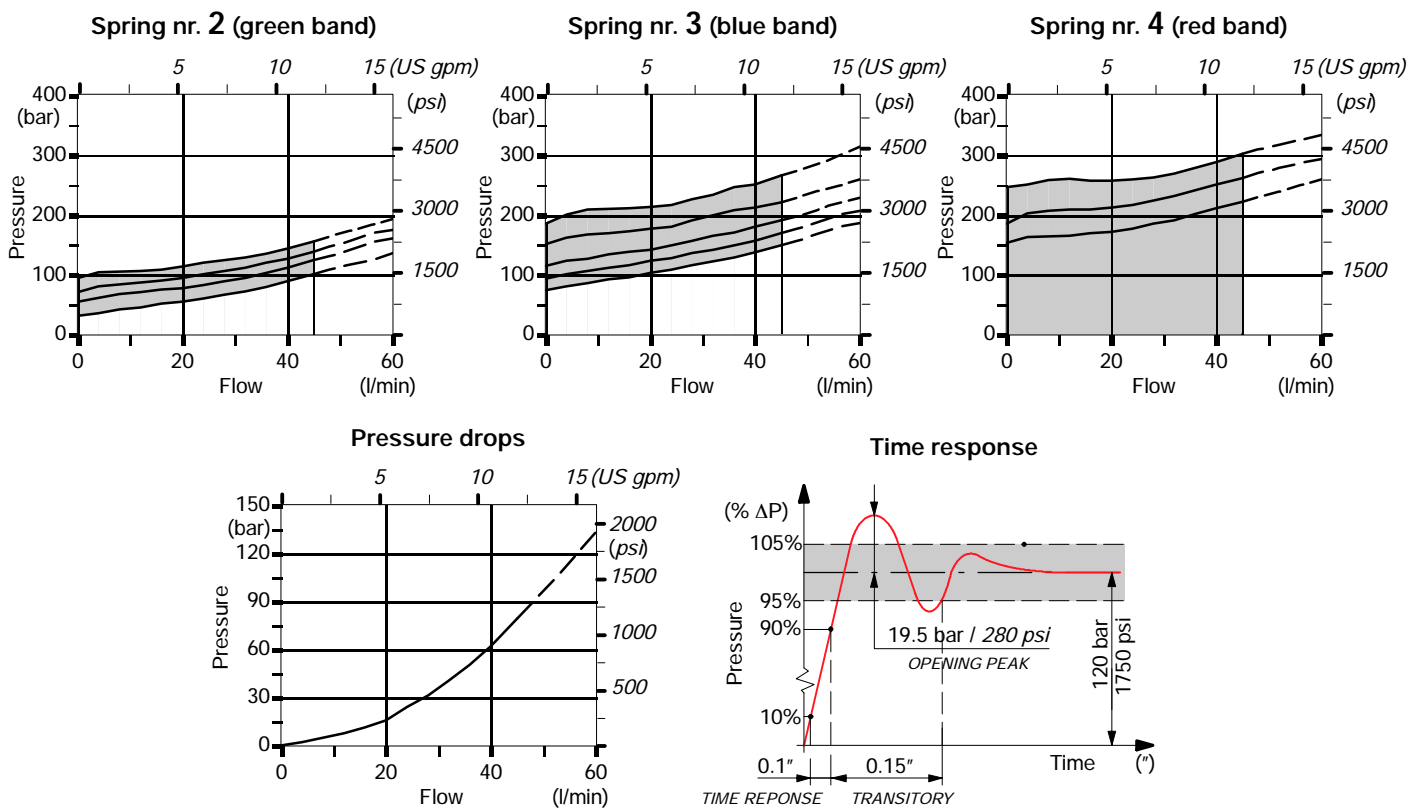 Spring nr. 2 (green band)
5 10 15 (US gpm)
400
(bar)
300
200
100
0
Pressure
(psi)
4500
3000
1500
0 20 40 60
Flow (l/min)
Spring nr. 3 (blue band)
5 10 15 (US gpm)
400
(bar)
300
200
100
0
Pressure
(psi)
4500
3000
1500
0 20 40 60
Flow (l/min)
Spring nr. 4 (red band)
5 10 15 (US gpm)
400
(bar)
300
200
100
0
Pressure
(psi)
4500
3000
1500
0 20 40 60
Flow (l/min)
Pressure drops
5 10 15 (US gpm)
150
(bar)
120
90
60
30
0
Pressure
2000
(psi)
1500
1000
500
0 20 40 60
Flow (l/min)
Time response
(% ΔP)
105%
95%
90%
10%
Pressure
19.5 bar / 280 psi
OPENING PEAK
120 bar
1750 psi
0.1″ 0.15″ Time (″)
TIME REPONSE TRANSITORY